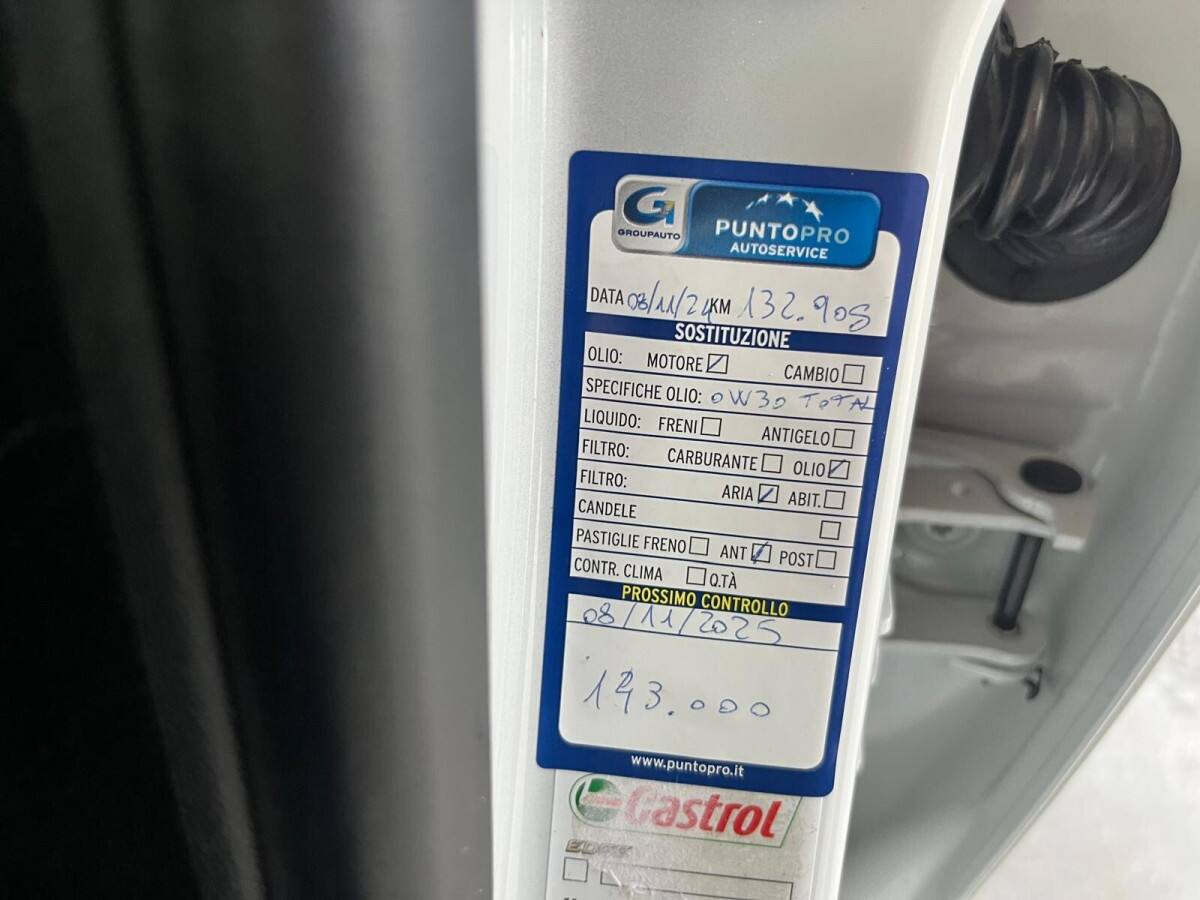 G
GROUPAUTO
PUNTOPRO
AUTOSERVICE
DATA 08/11/24 KM 132.908
SOSTITUZIONE
OLIO: MOTORE CAMBIO
SPECIFICHE OLIO: 0W30 TOTAL
LIQUIDO: FRENI ANTIGELO
FILTRO: CARBURANTE OLIO
FILTRO: ARIA ABIT.
CANDELE
PASTIGLIE FRENO ANT POST
CONTR. CLIMA Q.TÀ
PROSSIMO CONTROLLO
08/11/2025
143.000
www.puntopro.it
Castrol
EDGE